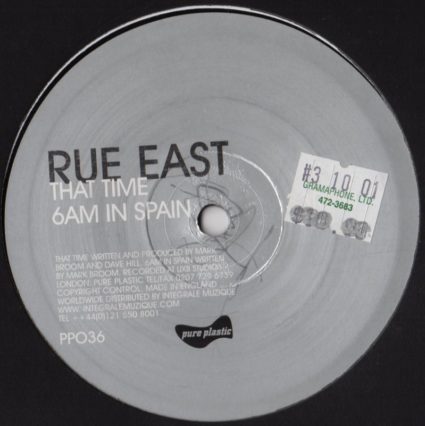 RUE EAST
THAT TIME
6AM IN SPAIN
#3 10 01
GRAMAPHONE, LTD.
472-3683
THAT TIME WRITTEN AND PRODUCED BY MARK
BROOM AND DAVE HILL. 6AM IN SPAIN WRITTEN
BY MARK BROOM. RECORDED AT
LONDON. PURE PLASTIC TEL/FAX 0207
COPYRIGHT CONTROL. MADE IN ENGLAND
WORLDWIDE DISTRIBUTED BY INTEGRALE MUZIQUE
WWW.INTEGRALEMUZIQUE.COM
TEL ++44(0)121 550 8001
PP036
pure plastic